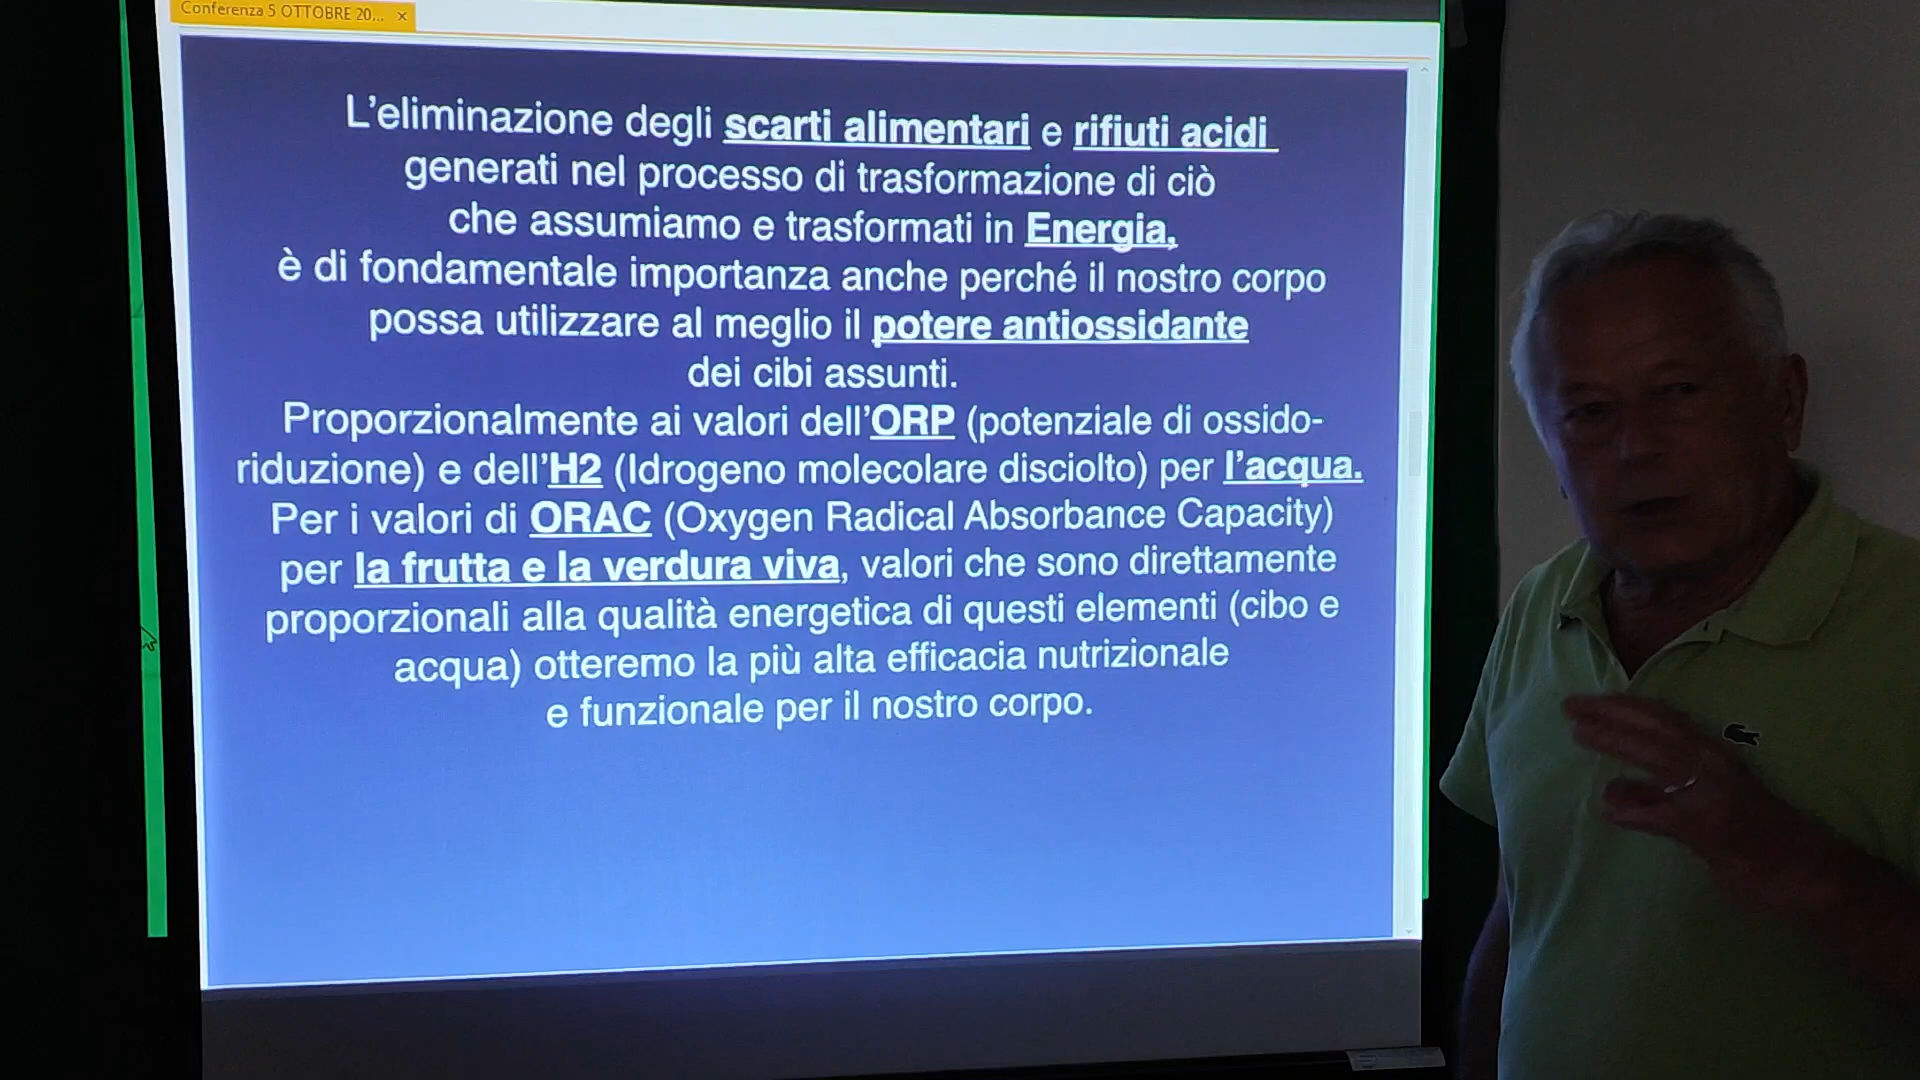 Conferenza 5 OTTOBRE 20... ×
L'eliminazione degli scarti alimentari e rifiuti acidi
generati nel processo di trasformazione di ciò
che assumiamo e trasformati in Energia,
è di fondamentale importanza anche perché il nostro corpo
possa utilizzare al meglio il potere antiossidante
dei cibi assunti.
Proporzionalmente ai valori dell'ORP (potenziale di ossido-
riduzione) e dell'H2 (Idrogeno molecolare disciolto) per l'acqua.
Per i valori di ORAC (Oxygen Radical Absorbance Capacity)
per la frutta e la verdura viva, valori che sono direttamente
proporzionali alla qualità energetica di questi elementi (cibo e
acqua) otteremo la più alta efficacia nutrizionale
e funzionale per il nostro corpo.